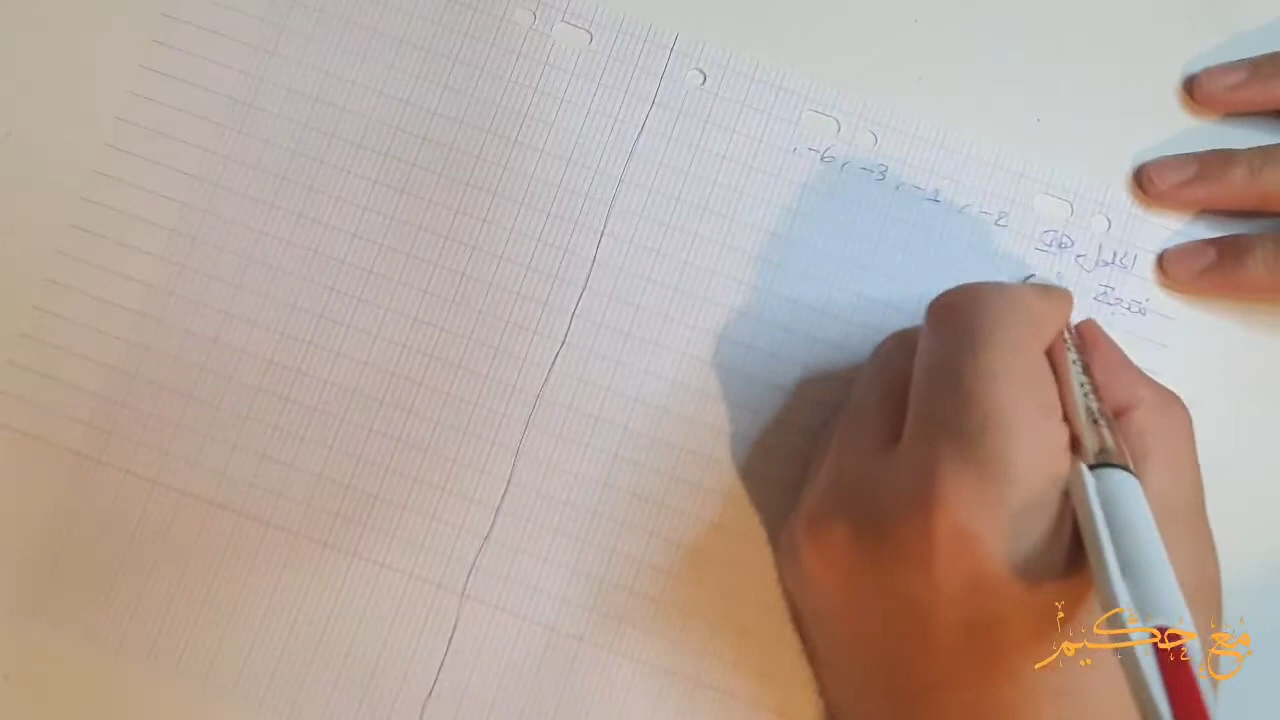 الحلول هي -2 , -1 , -3 , -6 ,
نتيجة
مع حكيم